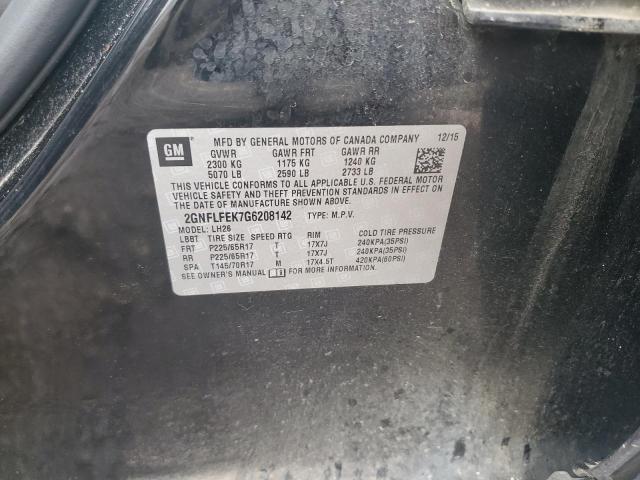 GM
MFD BY GENERAL MOTORS OF CANADA COMPANY 12/15
GVWR GAWR FRT GAWR RR
2300 KG 1175 KG 1240 KG
5070 LB 2590 LB 2733 LB
THIS VEHICLE CONFORMS TO ALL APPLICABLE U.S. FEDERAL MOTOR
VEHICLE SAFETY, BUMPER, AND THEFT PREVENTION STANDARDS IN
EFFECT ON THE DATE OF MANUFACTURE SHOWN ABOVE.
2GNFLFEK7G6208142 TYPE: M.P.V.
MODEL: LH26
LBBT TIRE SIZE SPEED RTG RIM COLD TIRE PRESSURE
FRT P225/65R17 T 17X7J 240KPA(35PSI)
RR P225/65R17 T 17X7J 240KPA(35PSI)
SPA T145/70R17 M 17X4.5T 420KPA(60PSI)
SEE OWNER'S MANUAL FOR MORE INFORMATION.